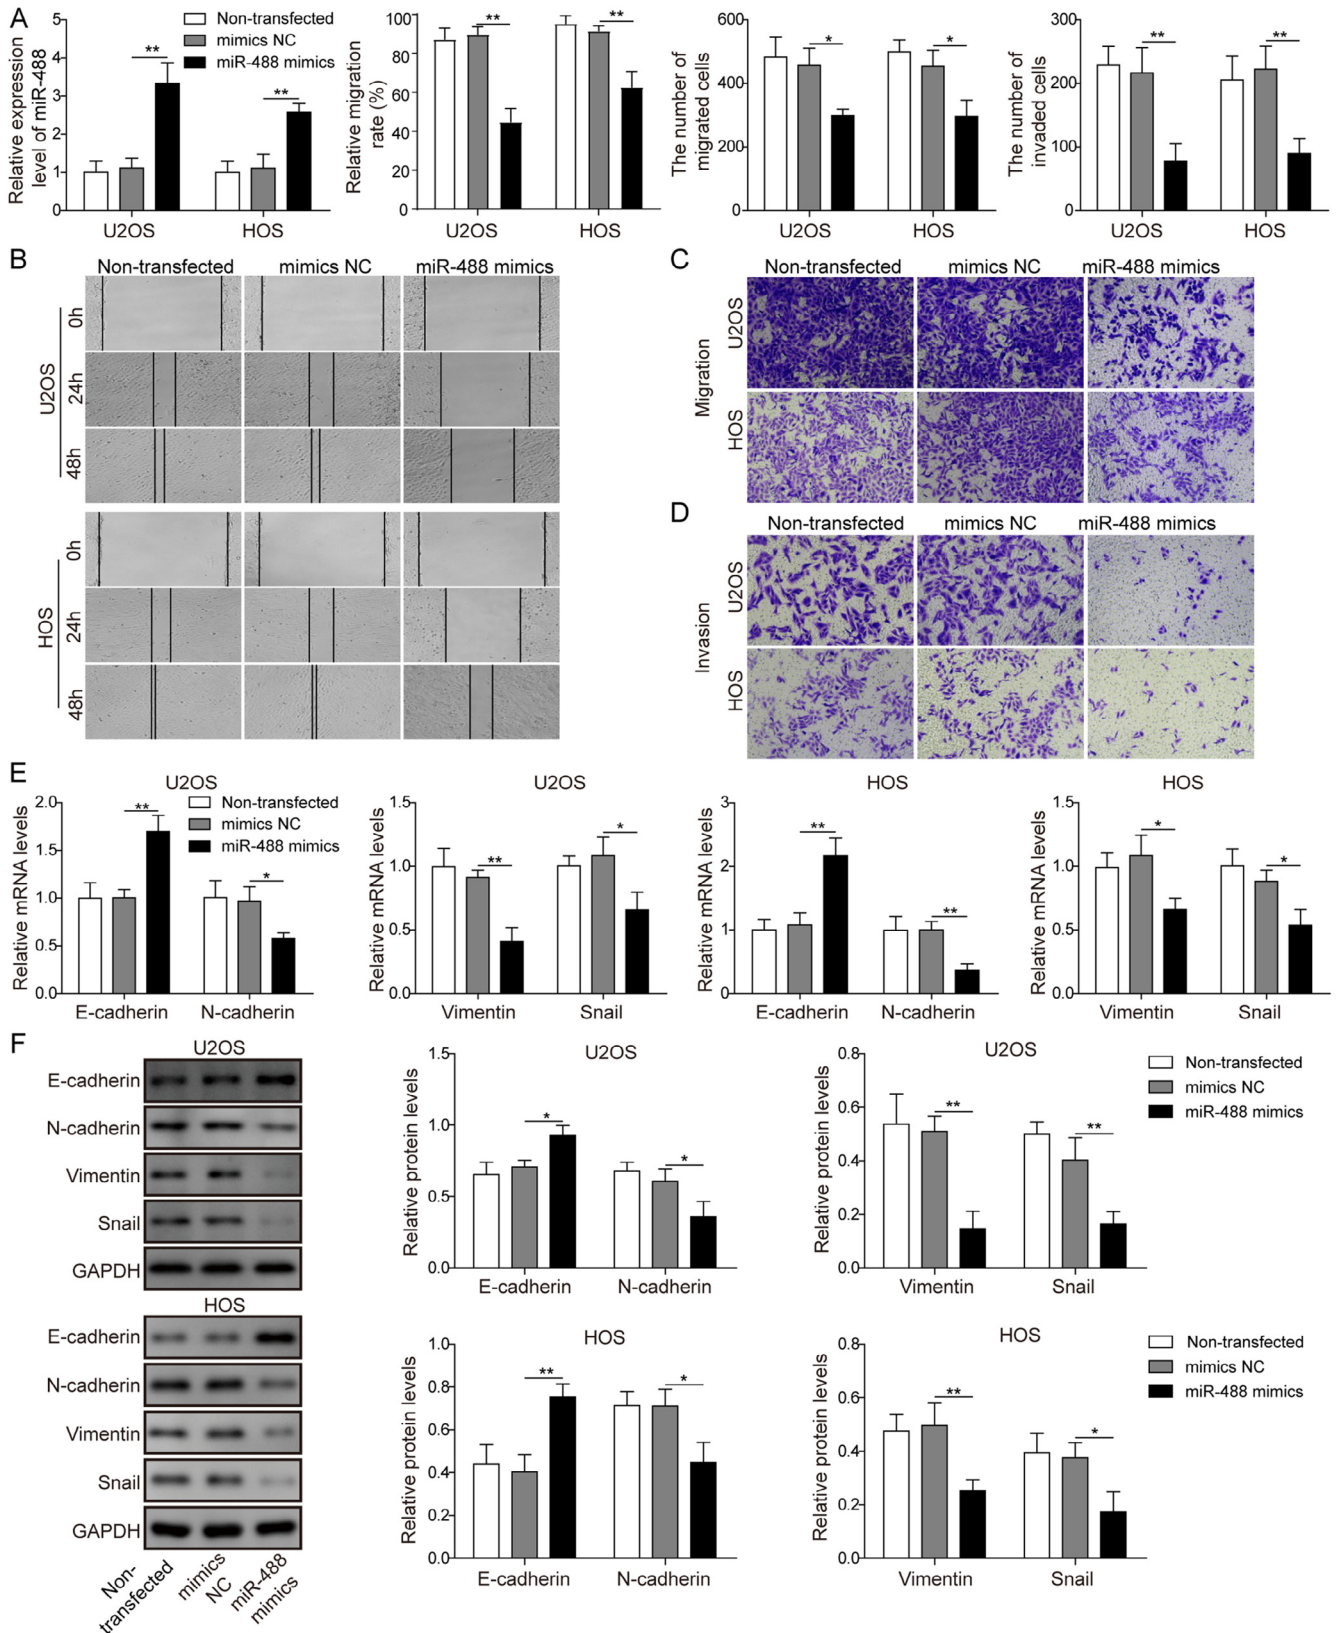 A
Relative expression
level of miR-488
5
4
3
2
1
0
Non-transfected
mimics NC
miR-488 mimics
**
**
U2OS
HOS
Relative migration
rate (%)
100
80
60
40
20
0
**
**
U2OS
HOS
The number of
migrated cells
600
400
200
0
*
*
U2OS
HOS
The number of
invaded cells
300
200
100
0
**
**
U2OS
HOS
B
Non-transfected
mimics NC
miR-488 mimics
U2OS
0h
24h
48h
HOS
0h
24h
48h
C
Non-transfected
mimics NC
miR-488 mimics
Migration
U2OS
HOS
D
Non-transfected
mimics NC
miR-488 mimics
Invasion
U2OS
HOS
E
U2OS
Relative mRNA levels
2.0
1.5
1.0
0.5
0.0
Non-transfected
mimics NC
miR-488 mimics
**
*
E-cadherin
N-cadherin
U2OS
Relative mRNA levels
1.5
1.0
0.5
0.0
**
*
Vimentin
Snail
HOS
Relative mRNA levels
3
2
1
0
**
**
E-cadherin
N-cadherin
HOS
Relative mRNA levels
1.5
1.0
0.5
0.0
*
*
Vimentin
Snail
F
U2OS
E-cadherin
N-cadherin
Vimentin
Snail
GAPDH
HOS
E-cadherin
N-cadherin
Vimentin
Snail
GAPDH
Non-
transfected
mimics
NC
miR-488
mimics
U2OS
Relative protein levels
1.5
1.0
0.5
0.0
*
*
E-cadherin
N-cadherin
U2OS
Relative protein levels
0.8
0.6
0.4
0.2
0.0
**
**
Vimentin
Snail
Non-transfected
mimics NC
miR-488 mimics
HOS
Relative protein levels
1.0
0.8
0.6
0.4
0.2
0.0
**
*
E-cadherin
N-cadherin
HOS
Relative protein levels
0.8
0.6
0.4
0.2
0.0
**
*
Vimentin
Snail
Non-transfected
mimics NC
miR-488 mimics